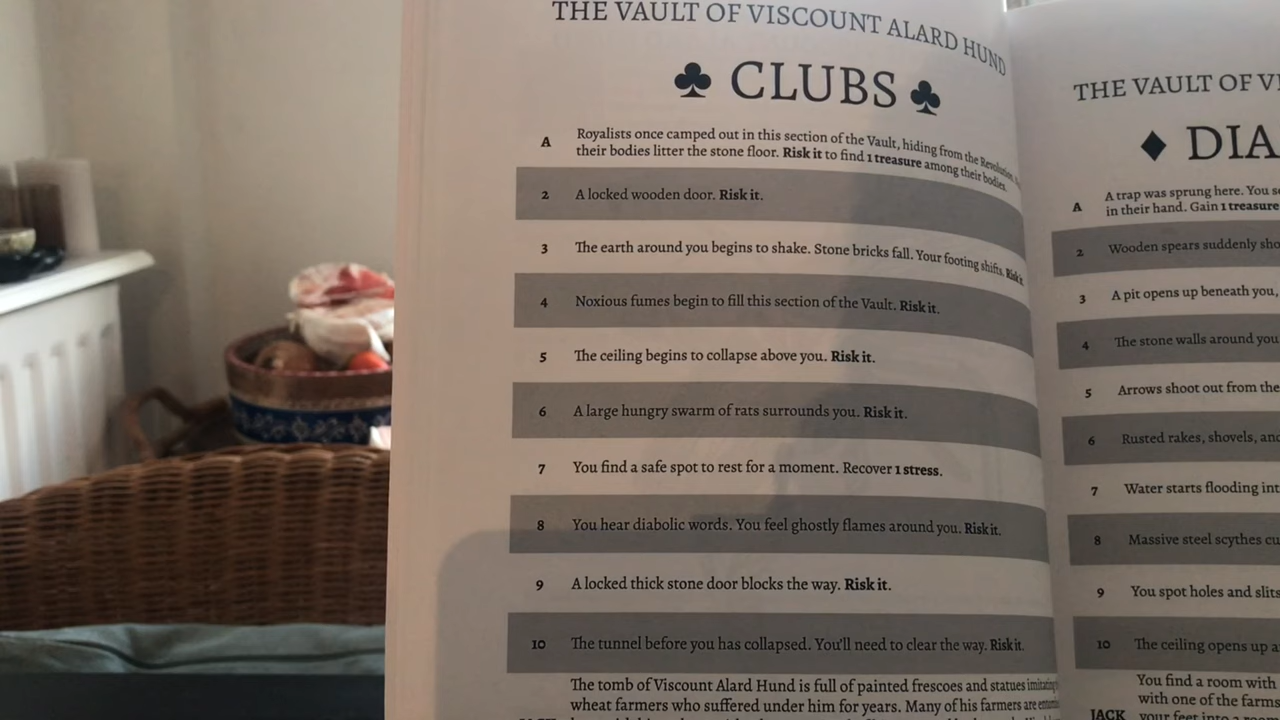 THE VAULT OF VISCOUNT ALARD HUND
♣ CLUBS ♣
A Royalists once camped out in this section of the Vault, hiding from the Revolution.
their bodies litter the stone floor. Risk it to find 1 treasure among their bodies.
2 A locked wooden door. Risk it.
3 The earth around you begins to shake. Stone bricks fall. Your footing shifts. Risk it.
4 Noxious fumes begin to fill this section of the Vault. Risk it.
5 The ceiling begins to collapse above you. Risk it.
6 A large hungry swarm of rats surrounds you. Risk it.
7 You find a safe spot to rest for a moment. Recover 1 stress.
8 You hear diabolic words. You feel ghostly flames around you. Risk it.
9 A locked thick stone door blocks the way. Risk it.
10 The tunnel before you has collapsed. You'll need to clear the way. Risk it.
The tomb of Viscount Alard Hund is full of painted frescoes and statues imitating
wheat farmers who suffered under him for years. Many of his farmers are
THE VAULT OF VI
♦ DIA
A A trap was sprung here. You s
in their hand. Gain 1 treasure
2 Wooden spears suddenly sho
3 A pit opens up beneath you,
4 The stone walls around you
5 Arrows shoot out from the
6 Rusted rakes, shovels, and
7 Water starts flooding int
8 Massive steel scythes cu
9 You spot holes and slits
10 The ceiling opens up a
You find a room with
with one of the farms
JACK your feet into a